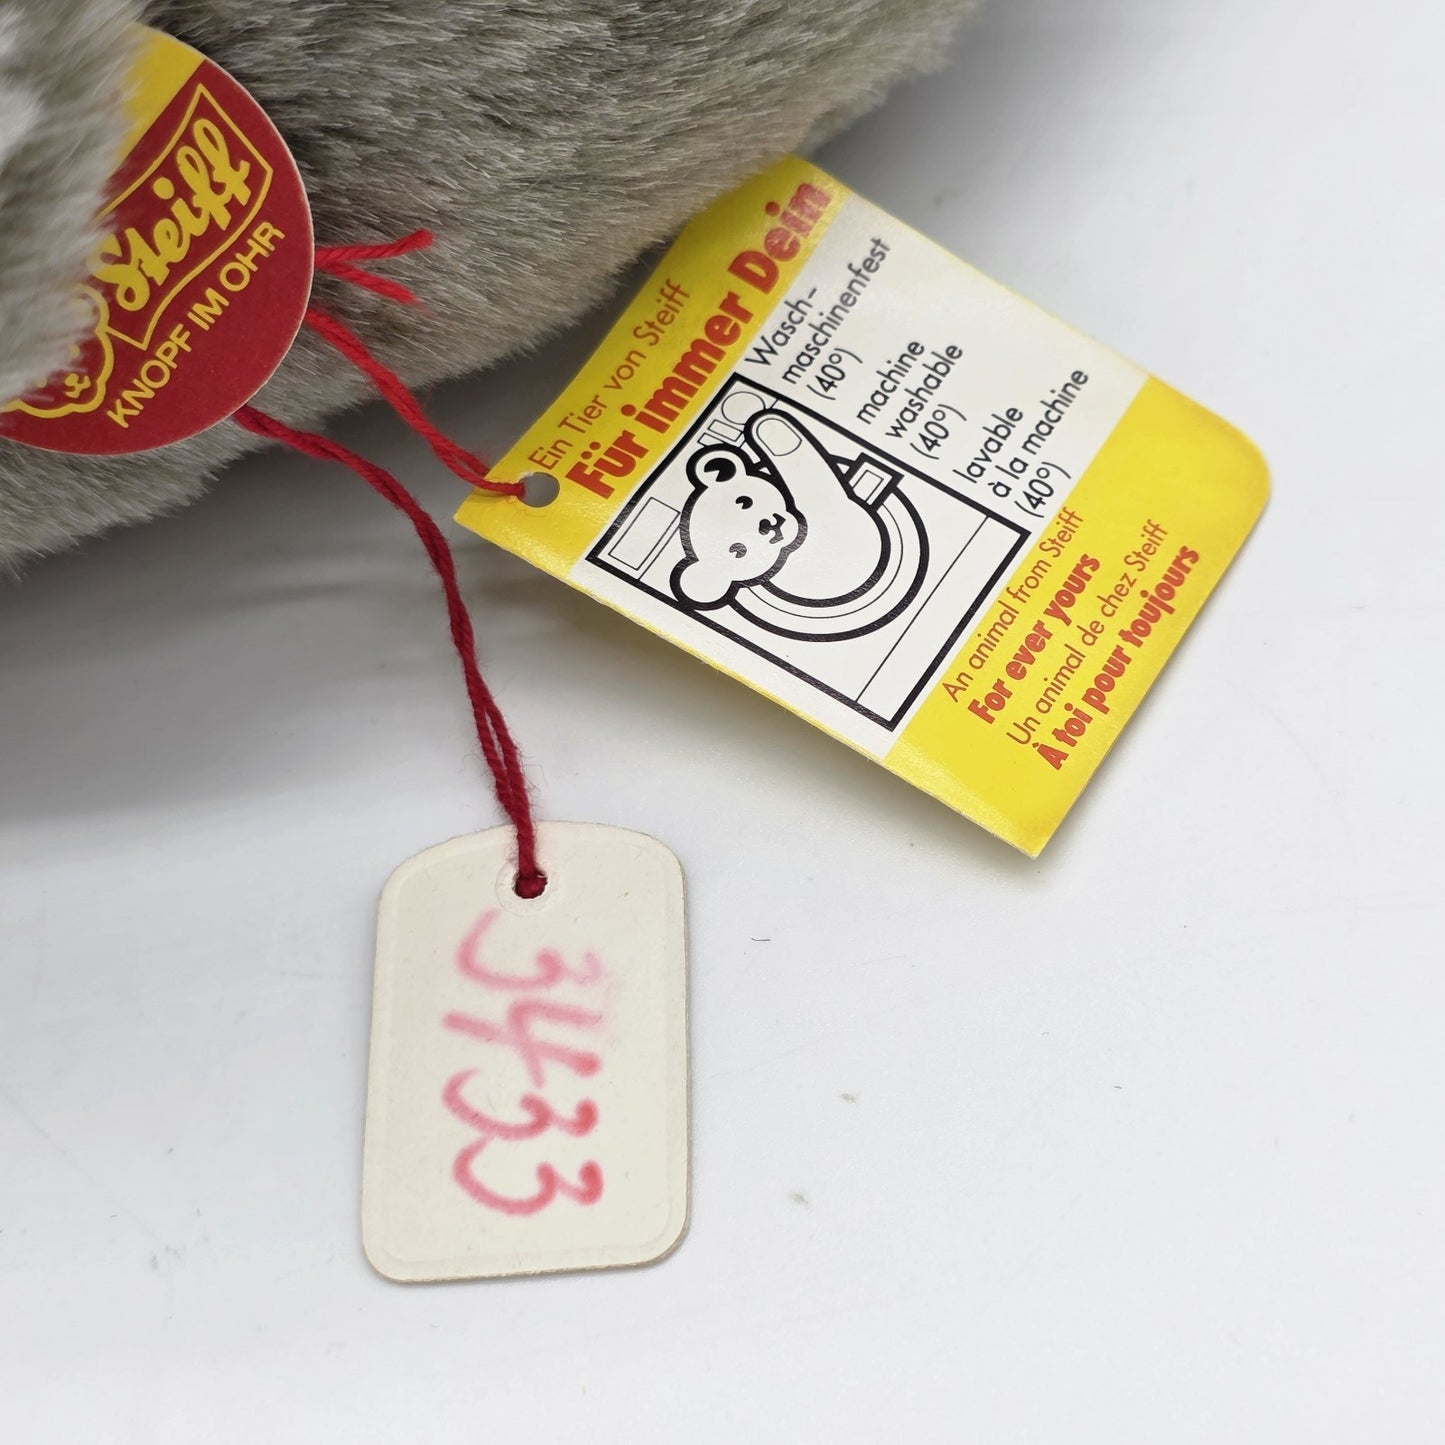 Steiff
KNOPF IM OHR
Ein Tier von Steiff
Für immer Dein
Wasch-
maschinenfest
(40°)
machine
washable
(40°)
lavable
à la machine
(40°)
An animal from Steiff
For ever yours
Un animal de chez Steiff
À toi pour toujours
3433